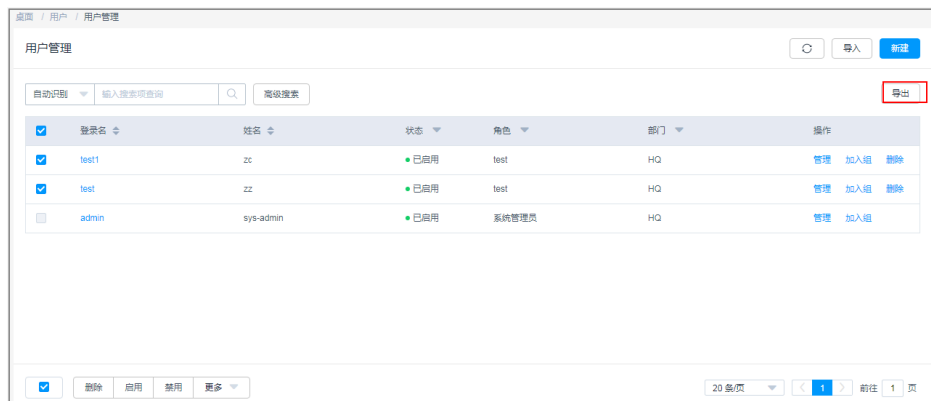 桌面 / 用户 / 用户管理
用户管理 导入 新建
自动识别 输入搜索项查询 高级搜索 导出
登录名 姓名 状态 角色 部门 操作
test1 zc 已启用 test HQ 管理 加入组 删除
test zz 已启用 test HQ 管理 加入组 删除
admin sys-admin 已启用 系统管理员 HQ 管理 加入组
删除 启用 禁用 更多 20 条/页 1 前往 1 页